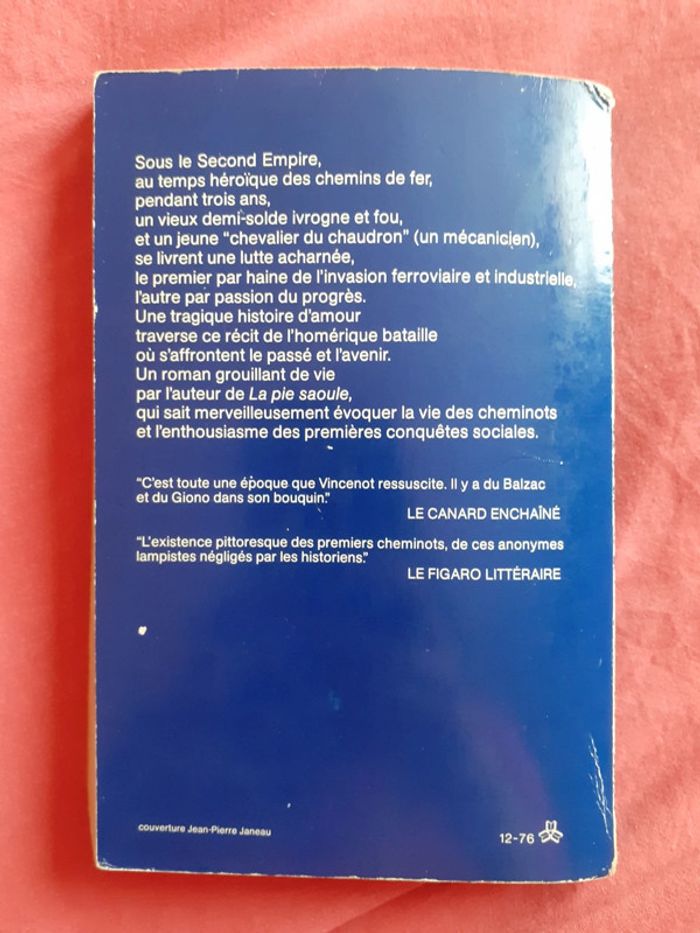 Sous le Second Empire,
au temps héroïque des chemins de fer,
pendant trois ans,
un vieux demi-solde ivrogne et fou,
et un jeune "chevalier du chaudron" (un mécanicien),
se livrent une lutte acharnée,
le premier par haine de l'invasion ferroviaire et industrielle,
l'autre par passion du progrès.
Une tragique histoire d'amour
traverse ce récit de l'homérique bataille
où s'affrontent le passé et l'avenir.
Un roman grouillant de vie
par l'auteur de La pie saoule,
qui sait merveilleusement évoquer la vie des cheminots
et l'enthousiasme des premières conquêtes sociales.
"C'est toute une époque que Vincenot ressuscite. Il y a du Balzac
et du Giono dans son bouquin."
LE CANARD ENCHAÎNÉ
"L'existence pittoresque des premiers cheminots, de ces anonymes
lampistes négligés par les historiens."
LE FIGARO LITTÉRAIRE
couverture Jean-Pierre Janeau
12-76